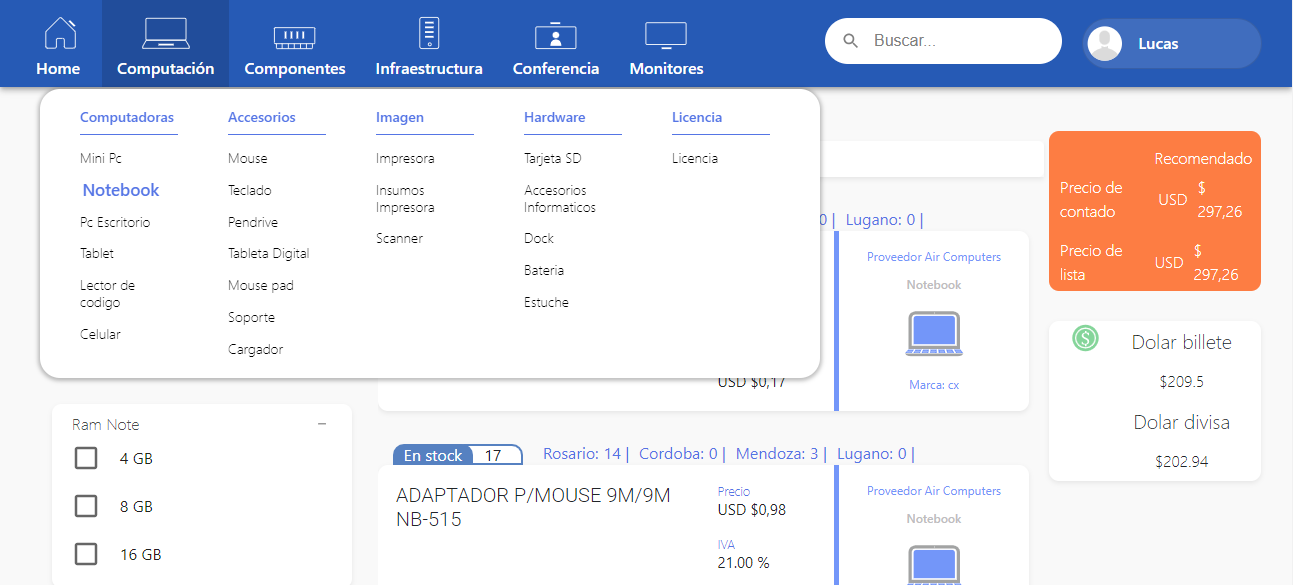 Home
Computación
Componentes
Infraestructura
Conferencia
Monitores
Buscar...
Lucas
Computadoras
Mini Pc
Notebook
Pc Escritorio
Tablet
Lector de
codigo
Celular
Accesorios
Mouse
Teclado
Pendrive
Tableta Digital
Mouse pad
Soporte
Cargador
Imagen
Impresora
Insumos
Impresora
Scanner
Hardware
Tarjeta SD
Accesorios
Informaticos
Dock
Bateria
Estuche
Licencia
Licencia
0 | Lugano: 0 |
Proveedor Air Computers
Notebook
Marca: cx
USD $0,17
Recomendado
Precio de
contado
USD
$
297,26
Precio de
lista
USD
$
297,26
Dolar billete
$209.5
Dolar divisa
$202.94
Ram Note
4 GB
8 GB
16 GB
En stock 17 Rosario: 14 | Cordoba: 0 | Mendoza: 3 | Lugano: 0 |
ADAPTADOR P/MOUSE 9M/9M
NB-515
Precio
USD $0,98
IVA
21.00 %
Proveedor Air Computers
Notebook